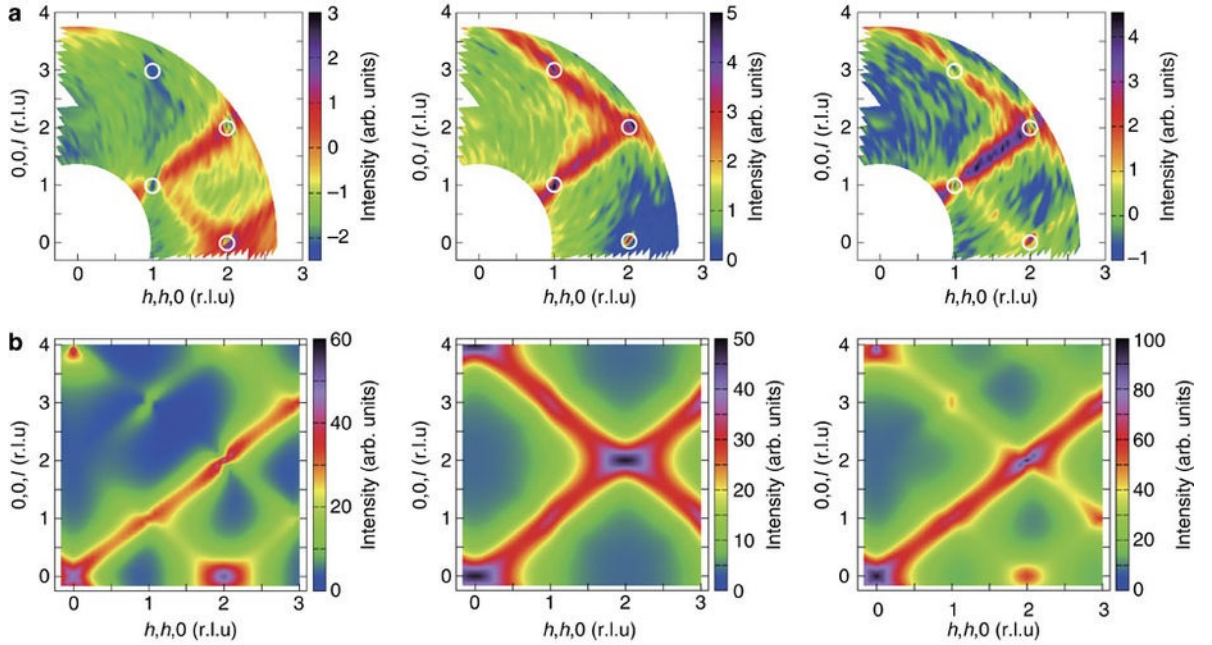 a
4
3
2
1
0
0,0,l (r.l.u)
0 1 2 3
h,h,0 (r.l.u)
3
2
1
0
−1
−2
Intensity (arb. units)
4
3
2
1
0
0,0,l (r.l.u)
0 1 2 3
h,h,0 (r.l.u)
5
4
3
2
1
0
Intensity (arb. units)
4
3
2
1
0
0,0,l (r.l.u)
0 1 2 3
h,h,0 (r.l.u)
4
3
2
1
0
−1
Intensity (arb. units)
b
4
3
2
1
0
0,0,l (r.l.u)
0 1 2 3
h,h,0 (r.l.u)
60
40
20
0
Intensity (arb. units)
4
3
2
1
0
0,0,l (r.l.u)
0 1 2 3
h,h,0 (r.l.u)
50
40
30
20
10
0
Intensity (arb. units)
4
3
2
1
0
0,0,l (r.l.u)
0 1 2 3
h,h,0 (r.l.u)
100
80
60
40
20
0
Intensity (arb. units)